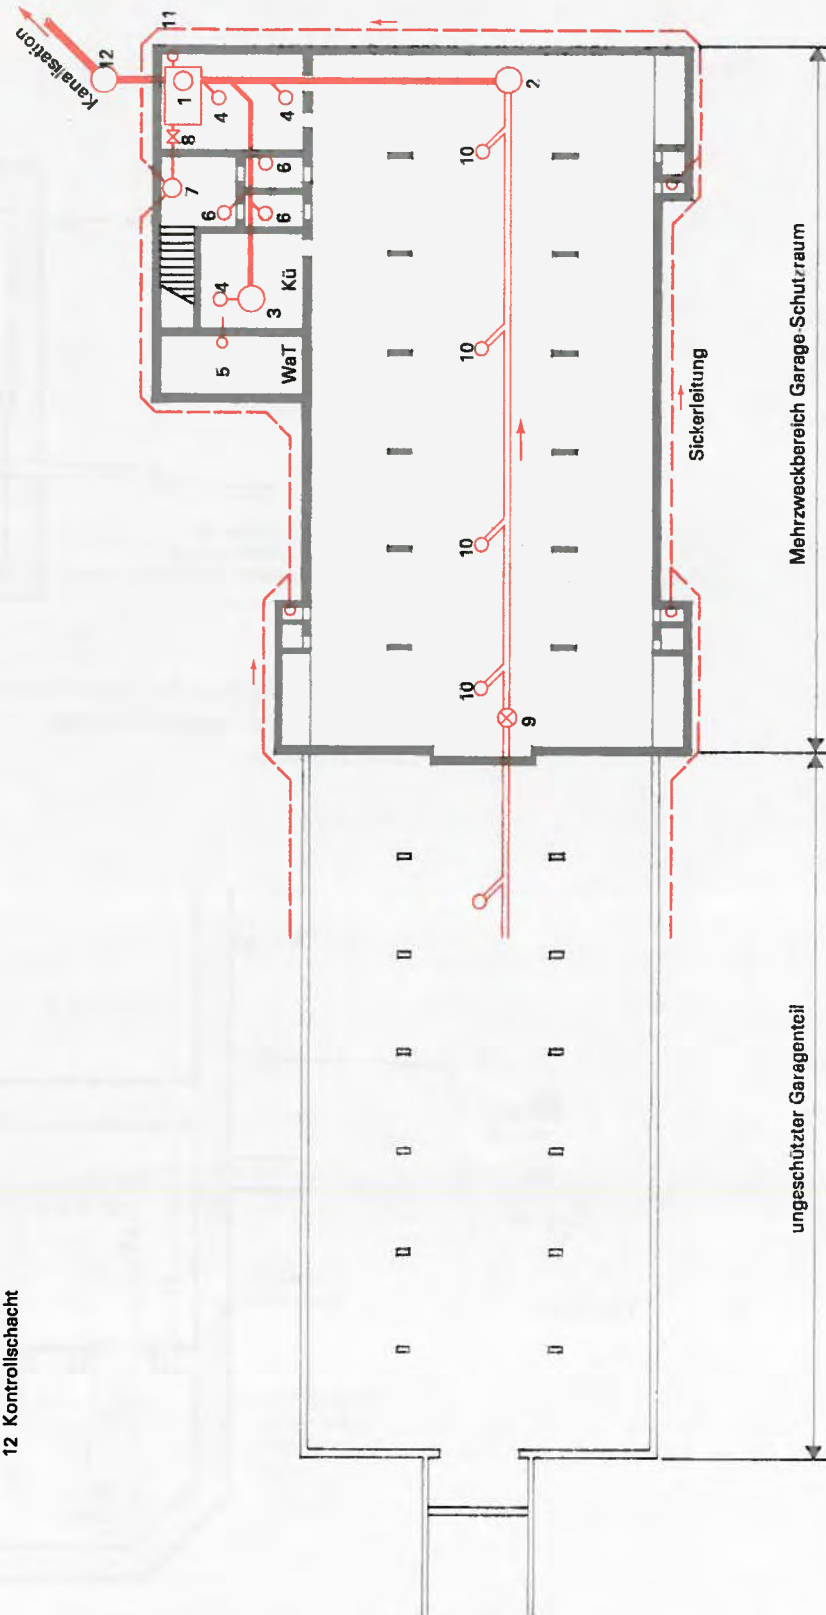 12 Kontrollschacht
Kanalisation
12
11
1
2
8
4
4
10
7
6
6
6
4
Kü
3
5
WaT
10
10
10
9
Sickerleitung
Mehrzweckbereich Garage-Schutzraum
ungeschützter Garagenteil